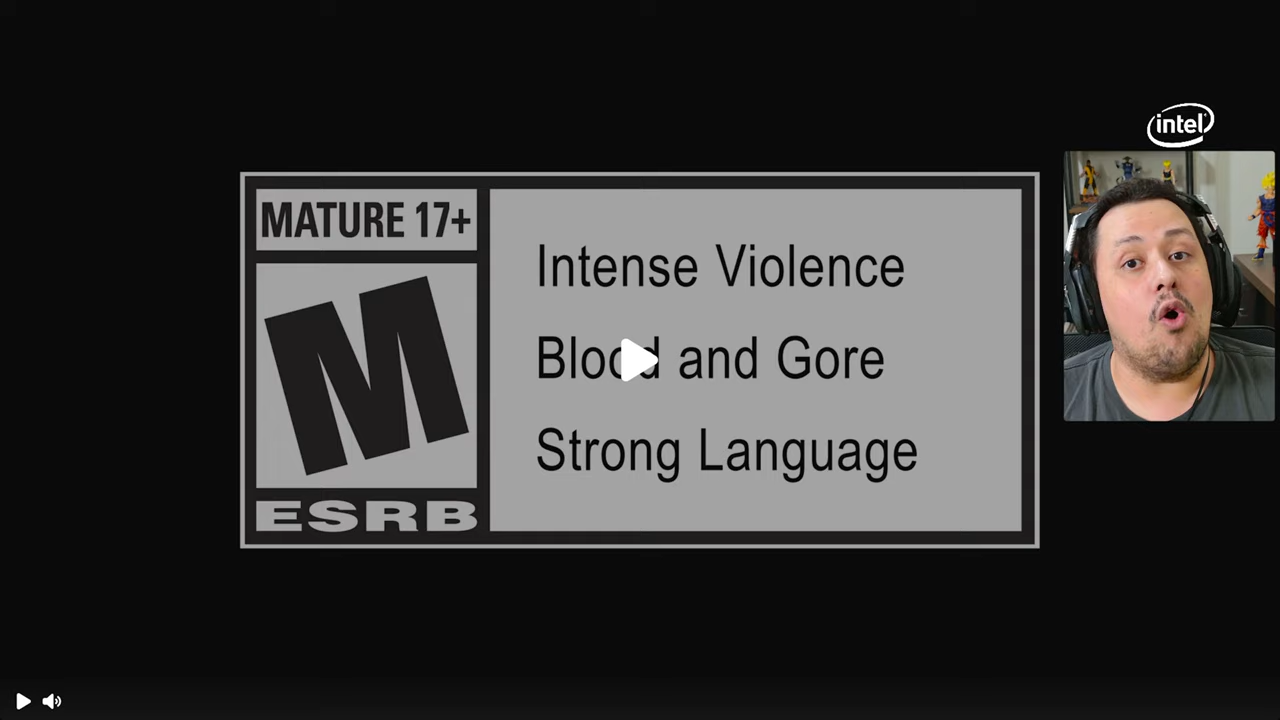 intel
MATURE 17+
M
ESRB
Intense Violence
Blood and Gore
Strong Language